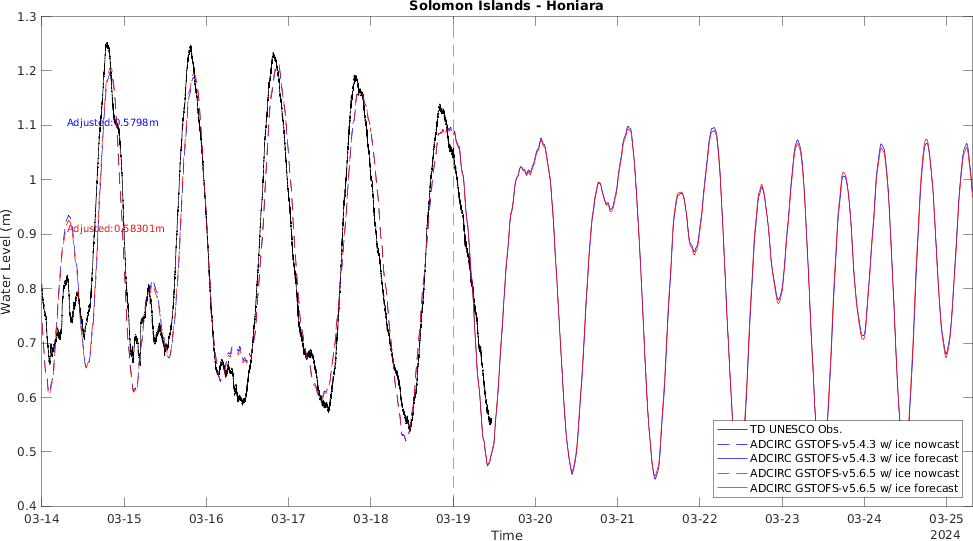 Solomon Islands - Honiara
1.3
1.2
1.1
1
0.9
0.8
0.7
0.6
0.5
0.4
Water Level (m)
Adjusted:0.5798m
Adjusted:0.58301m
TD UNESCO Obs.
ADCIRC GSTOFS-v5.4.3 w/ ice nowcast
ADCIRC GSTOFS-v5.4.3 w/ ice forecast
ADCIRC GSTOFS-v5.6.5 w/ ice nowcast
ADCIRC GSTOFS-v5.6.5 w/ ice forecast
03-14 03-15 03-16 03-17 03-18 03-19 03-20 03-21 03-22 03-23 03-24 03-25
Time
2024